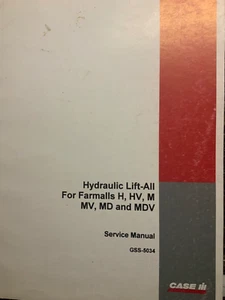 Hydraulic Lift-All
For Farmalls H, HV, M
MV, MD and MDV
Service Manual
GSS-5034
CASE IH